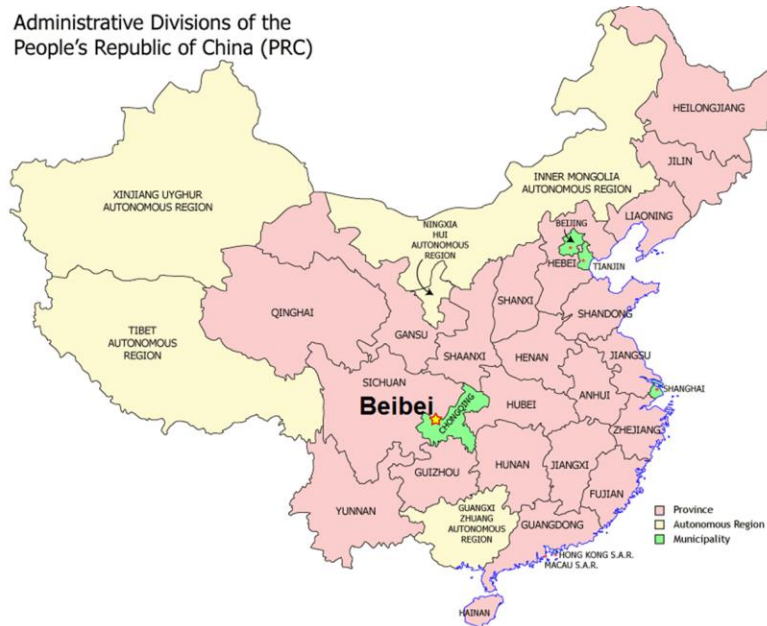 Administrative Divisions of the
People's Republic of China (PRC)
HEILONGJIANG
JILIN
LIAONING
INNER MONGOLIA
AUTONOMOUS REGION
XINJIANG UYGHUR
AUTONOMOUS REGION
NINGXIA
HUI
AUTONOMOUS
REGION
BEIJING
HEBEI
TIANJIN
SHANXI
SHANDONG
QINGHAI
GANSU
TIBET
AUTONOMOUS
REGION
SHAANXI
HENAN
JIANGSU
SICHUAN
Beibei
CHONGQING
HUBEI
ANHUI
SHANGHAI
ZHEJIANG
GUIZHOU
HUNAN
JIANGXI
FUJIAN
YUNNAN
GUANGXI
ZHUANG
AUTONOMOUS
REGION
GUANGDONG
HONG KONG S.A.R.
MACAU S.A.R.
HAINAN
Province
Autonomous Region
Municipality